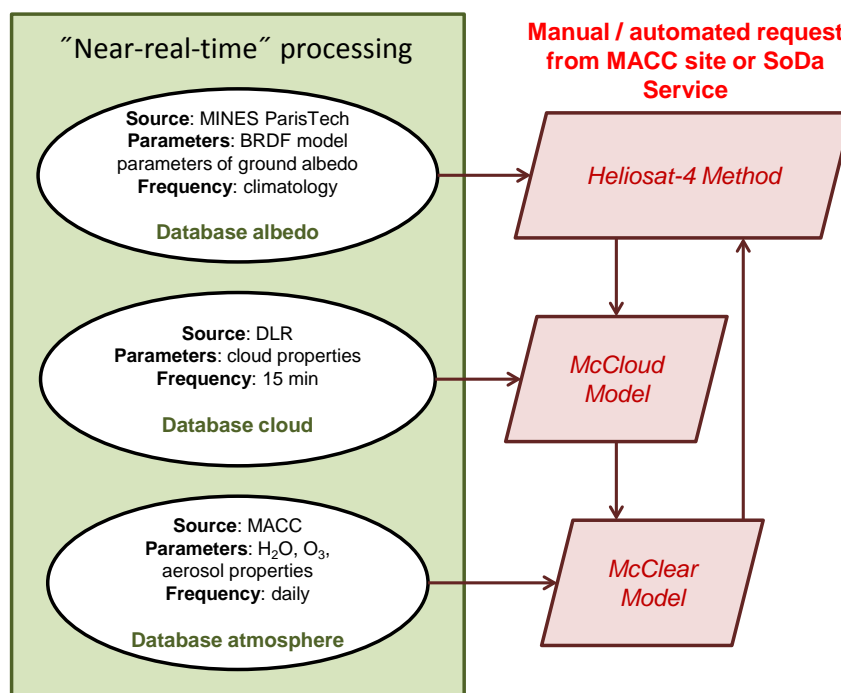 ˝Near-real-time˝ processing
Source: MINES ParisTech
Parameters: BRDF model
parameters of ground albedo
Frequency: climatology
Database albedo
Source: DLR
Parameters: cloud properties
Frequency: 15 min
Database cloud
Source: MACC
Parameters: H₂O, O₃,
aerosol properties
Frequency: daily
Database atmosphere
Manual / automated request
from MACC site or SoDa
Service
Heliosat-4 Method
McCloud
Model
McClear
Model